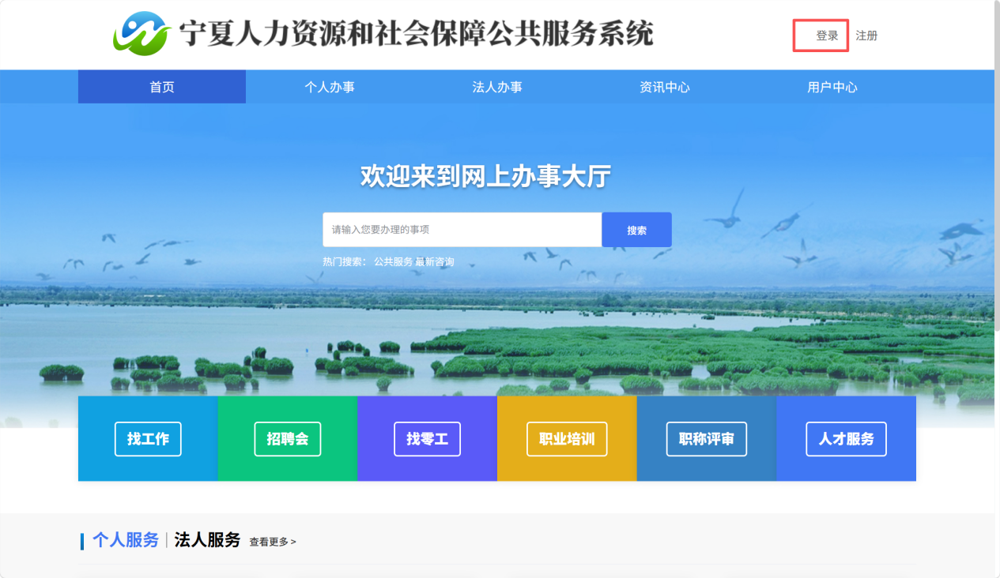 宁夏人力资源和社会保障公共服务系统
登录 注册
首页 个人办事 法人办事 资讯中心 用户中心
欢迎来到网上办事大厅
请输入您要办理的事项 搜索
热门搜索： 公共服务 最新咨询
找工作 招聘会 找零工 职业培训 职称评审 人才服务
个人服务 | 法人服务 查看更多 >